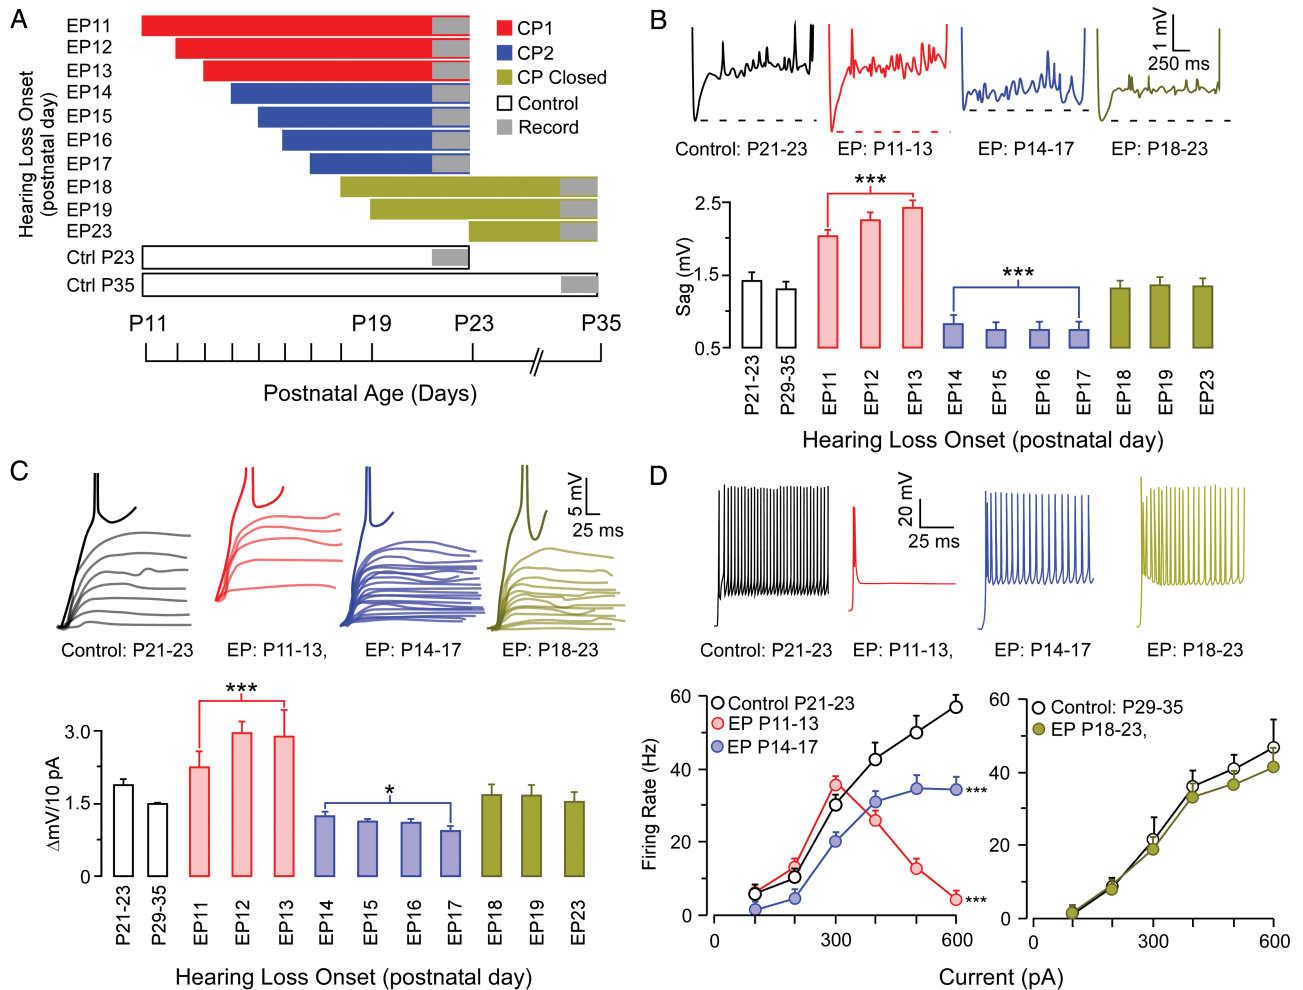 A
EP11
EP12
EP13
EP14
EP15
EP16
EP17
EP18
EP19
EP23
Ctrl P23
Ctrl P35
Hearing Loss Onset
(postnatal day)
CP1
CP2
CP Closed
Control
Record
P11
P19
P23
P35
Postnatal Age (Days)
B
1 mV
250 ms
Control: P21-23
EP: P11-13
EP: P14-17
EP: P18-23
***
***
Sag (mV)
2.5
1.5
0.5
P21-23
P29-35
EP11
EP12
EP13
EP14
EP15
EP16
EP17
EP18
EP19
EP23
Hearing Loss Onset (postnatal day)
C
5 mV
25 ms
Control: P21-23
EP: P11-13,
EP: P14-17
EP: P18-23
***
*
ΔmV/10 pA
3.0
1.5
0
P21-23
P29-35
EP11
EP12
EP13
EP14
EP15
EP16
EP17
EP18
EP19
EP23
Hearing Loss Onset (postnatal day)
D
20 mV
25 ms
Control: P21-23
EP: P11-13,
EP: P14-17
EP: P18-23
Firing Rate (Hz)
60
40
20
0
Control P21-23
EP P11-13
EP P14-17
***
***
0
300
600
60
40
20
0
Control: P29-35
EP P18-23,
0
300
600
Current (pA)